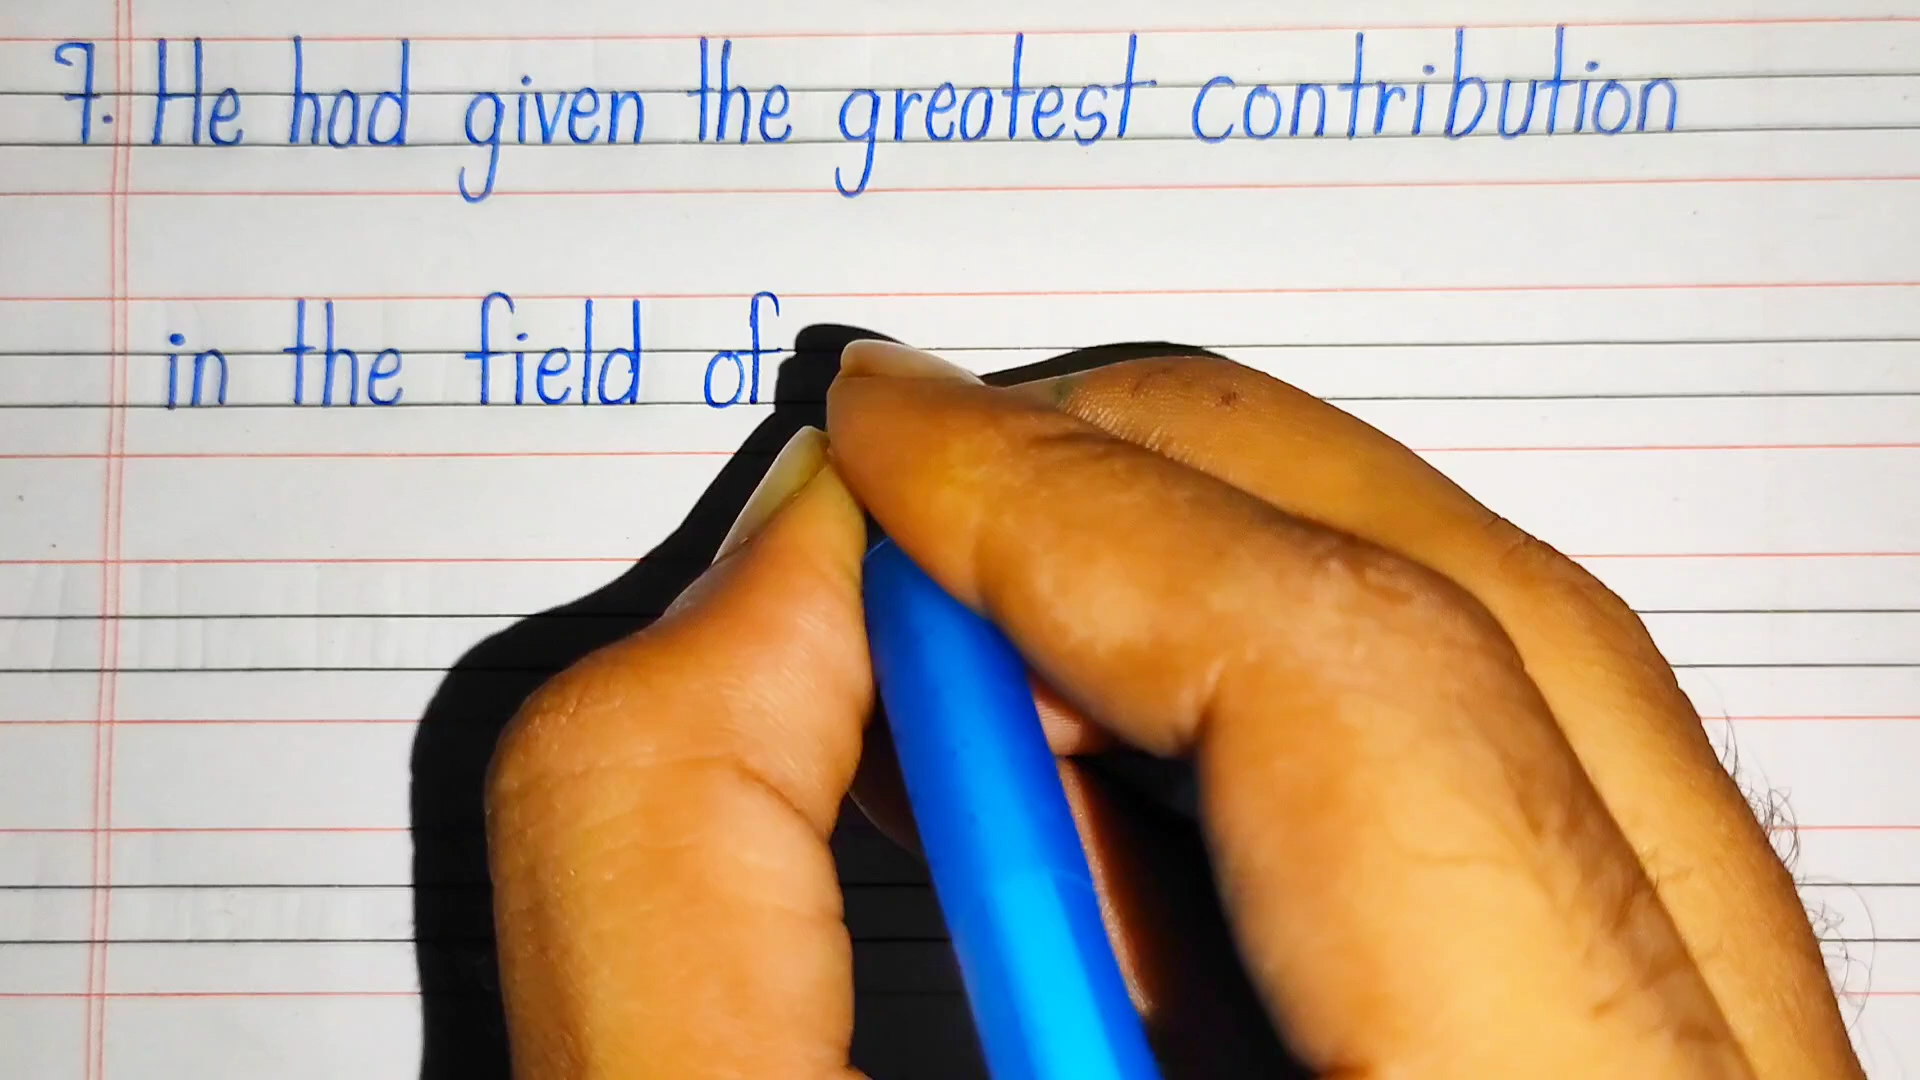 7. He had given the greatest contribution
in the field of